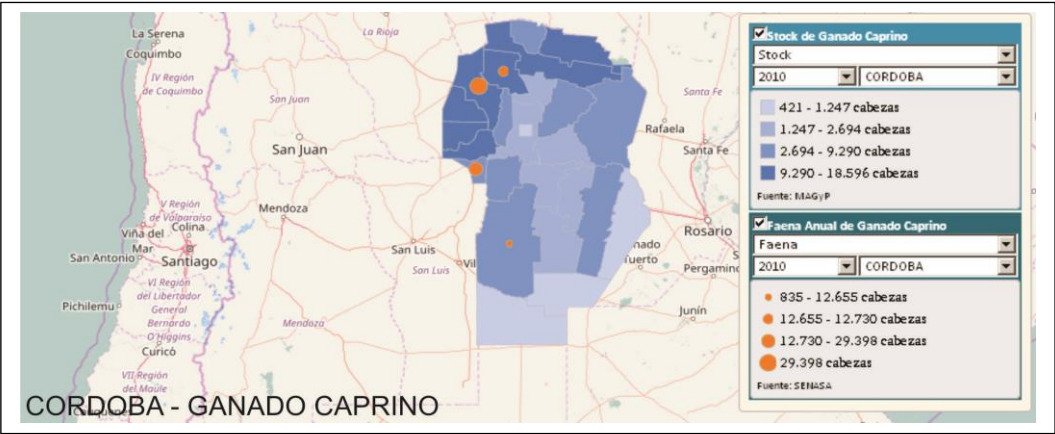 La Serena
Coquimbo
IV Región
de Coquimbo
La Rioja
San Juan
San Juan
Santa Fe
Rafaela
Santa Fe
V Región
de Valparaíso
Viña del
Mar
Colina
San Antonio
Santiago
VI Región
del Libertador
General
Bernardo
O'Higgins
Pichilemu
Curicó
VII Región
del Maule
Mendoza
Mendoza
San Luis
San Luis
Vil
Rosario
nado
uerto
Pergamino
Junín
CORDOBA - GANADO CAPRINO
Stock de Ganado Caprino
Stock
2010 CORDOBA
421 - 1.247 cabezas
1.247 - 2.694 cabezas
2.694 - 9.290 cabezas
9.290 - 18.596 cabezas
Fuente: MAGyP
Faena Anual de Ganado Caprino
Faena
2010 CORDOBA
835 - 12.655 cabezas
12.655 - 12.730 cabezas
12.730 - 29.398 cabezas
29.398 cabezas
Fuente: SENASA